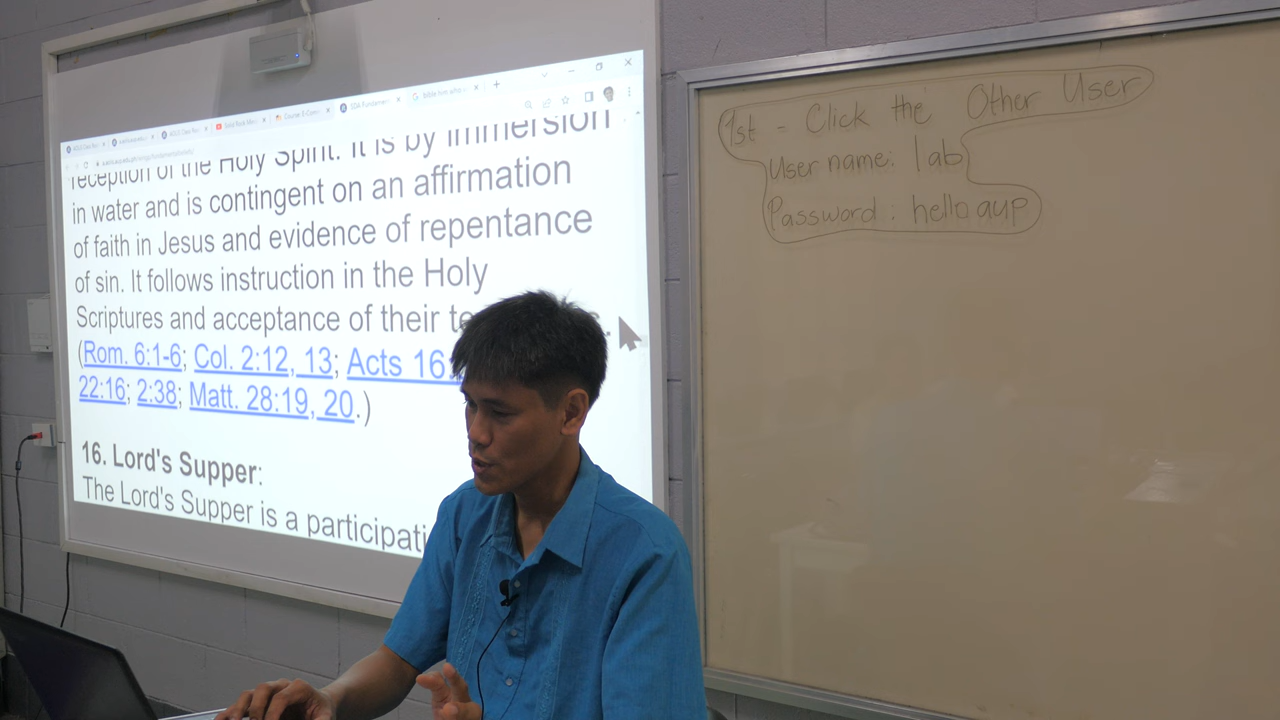 SDA Fundamen
reception of the Holy Spirit. It is by immersion
in water and is contingent on an affirmation
of faith in Jesus and evidence of repentance
of sin. It follows instruction in the Holy
Scriptures and acceptance of their te
(Rom. 6:1-6; Col. 2:12, 13; Acts 16:
22:16; 2:38; Matt. 28:19, 20.)
16. Lord's Supper:
The Lord's Supper is a participati
1st - Click the Other User
User name: lab
Password: helloaup